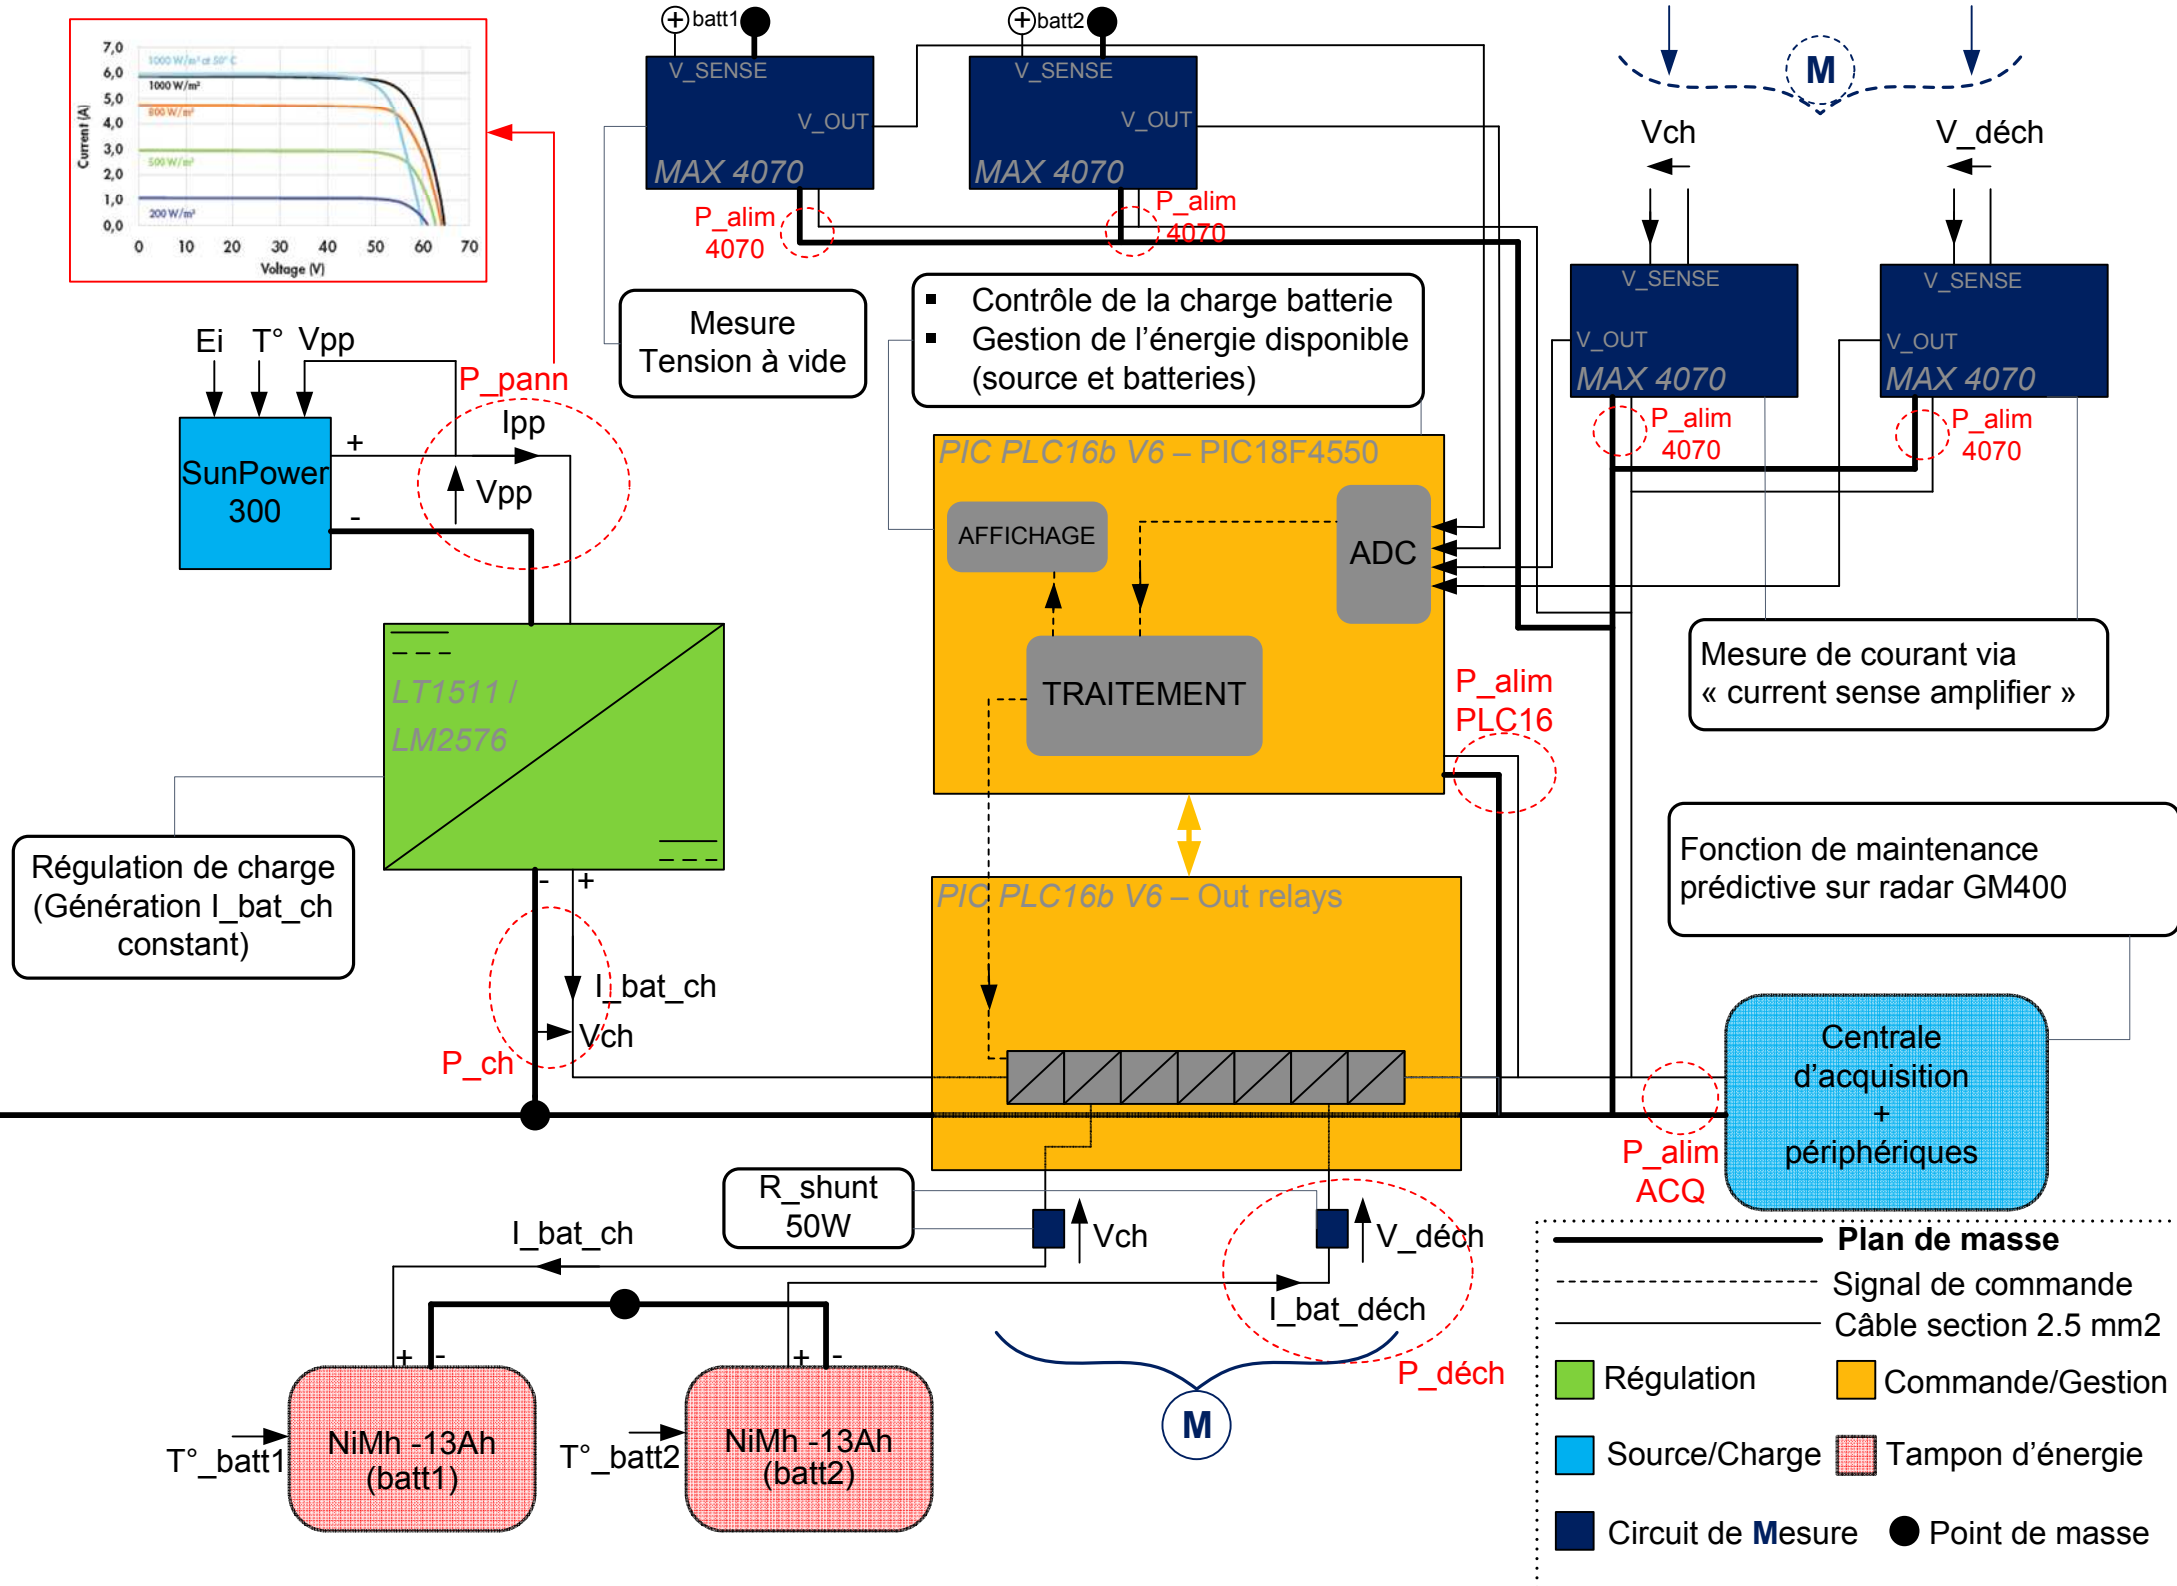 7,0
6,0
5,0
4,0
3,0
2,0
1,0
0,0
Current (A)
1000 W/m² at 50° C
1000 W/m²
800 W/m²
500 W/m²
200 W/m²
0 10 20 30 40 50 60 70
Voltage (V)
+ batt1
V_SENSE
V_OUT
MAX 4070
+ batt2
V_SENSE
V_OUT
MAX 4070
P_alim
4070
P_alim
4070
M
Vch
V_déch
V_SENSE
V_OUT
MAX 4070
V_SENSE
V_OUT
MAX 4070
P_alim
4070
P_alim
4070
Mesure
Tension à vide
▪ Contrôle de la charge batterie
▪ Gestion de l'énergie disponible
(source et batteries)
Ei T° Vpp
P_pann
Ipp
+
Vpp
-
SunPower
300
PIC PLC16b V6 – PIC18F4550
AFFICHAGE
ADC
TRAITEMENT
P_alim
PLC16
Mesure de courant via
« current sense amplifier »
LT1511 /
LM2576
Régulation de charge
(Génération I_bat_ch
constant)
- +
I_bat_ch
Vch
P_ch
PIC PLC16b V6 – Out relays
Fonction de maintenance
prédictive sur radar GM400
Centrale
d'acquisition
+
périphériques
P_alim
ACQ
R_shunt
50W
Vch
V_déch
I_bat_ch
I_bat_déch
P_déch
+ -
+ -
T°_batt1
NiMh -13Ah
(batt1)
T°_batt2
NiMh -13Ah
(batt2)
M
Plan de masse
Signal de commande
Câble section 2.5 mm2
Régulation
Commande/Gestion
Source/Charge
Tampon d'énergie
Circuit de Mesure
Point de masse